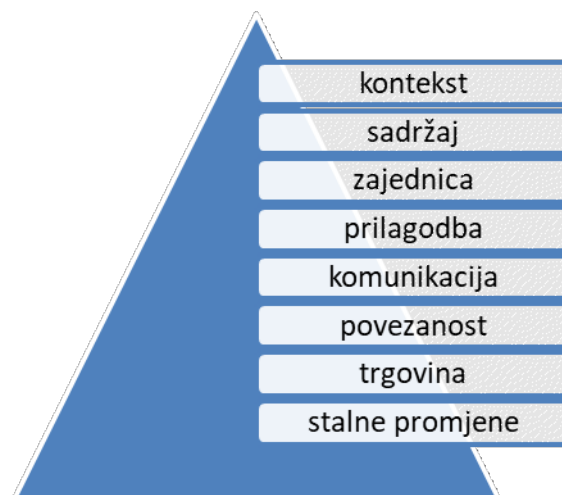 kontekst
sadržaj
zajednica
prilagodba
komunikacija
povezanost
trgovina
stalne promjene